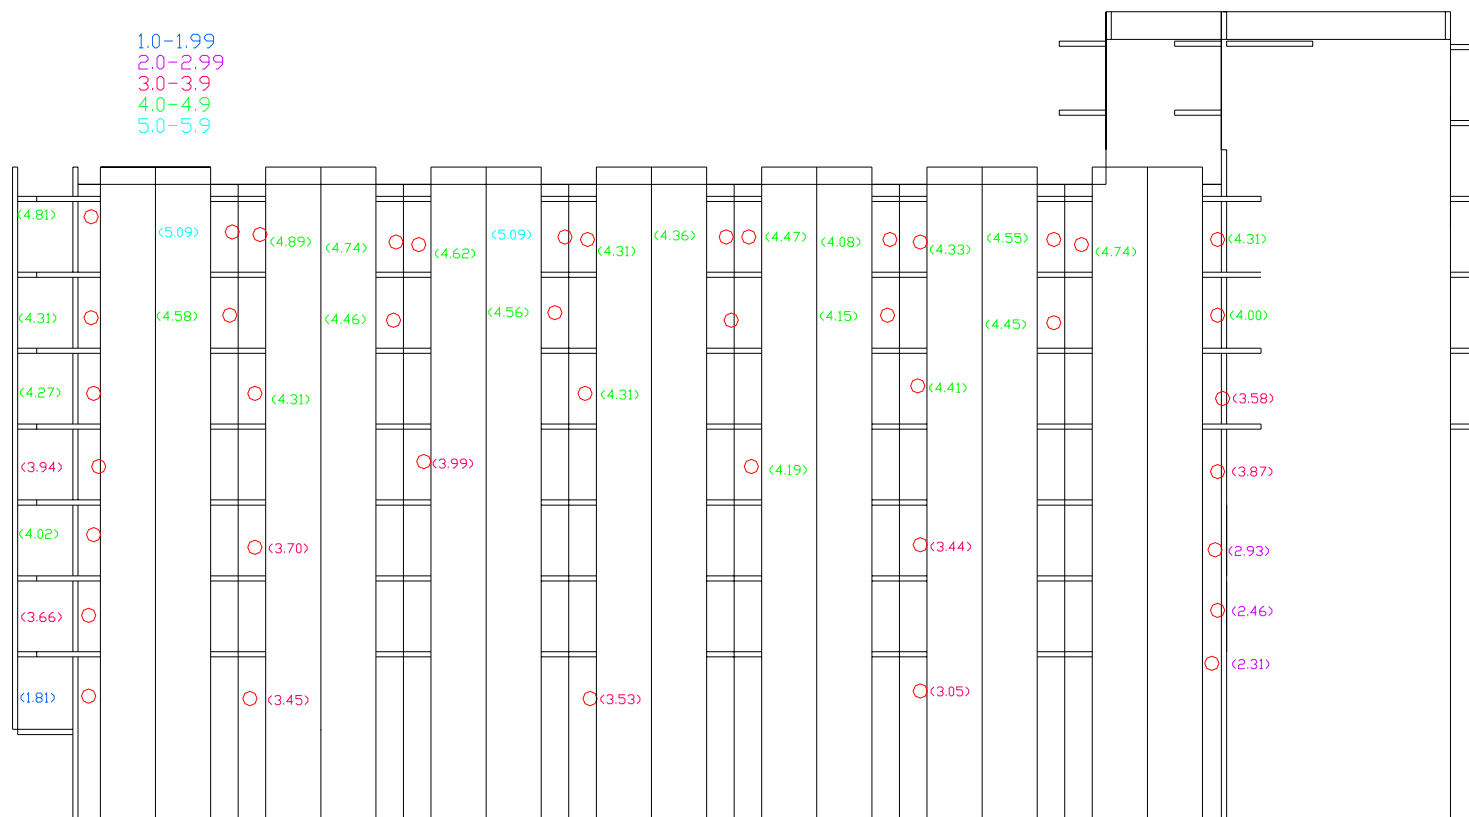 1.0-1.99
2.0-2.99
3.0-3.9
4.0-4.9
5.0-5.9
(4.81) (5.09) (4.89) (4.74) (4.62) (5.09) (4.31) (4.36) (4.47) (4.08) (4.33) (4.55) (4.74) (4.31)
(4.31) (4.58) (4.46) (4.56) (4.15) (4.45) (4.00)
(4.27) (4.31) (4.31) (4.41) (3.58)
(3.94) (3.99) (4.19) (3.87)
(4.02) (3.70) (3.44) (2.93)
(3.66) (2.46)
(2.31)
(1.81) (3.45) (3.53) (3.05)